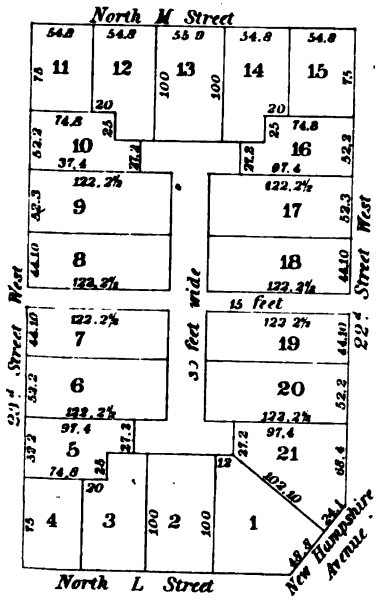 North M Street
54.8 54.8 55 0 54.8 54.8
11 12 13 14 15
75 100 100 75
20 20
74.8 25 25 74.8
10 16
52.2 27.2 27.2 52.2
37.4 97.4
122.2½ 122.2½
52.3 9 17 52.3
44.10 8 18 44.10
122.2½ 122.2½
Street West
22d Street West
feet wide
15 feet
122.2½ 122 2½
44.10 7 19 44.10
52.2 6 20 52.2
122.2½ 122.2½
97.4 97.4
5 27.2 27.2 21
52.2 25 68.4
74.8 12
20 102.10
75 4 3 100 2 100 1
24.1
48.8
New Hampshire
Avenue
North L Street